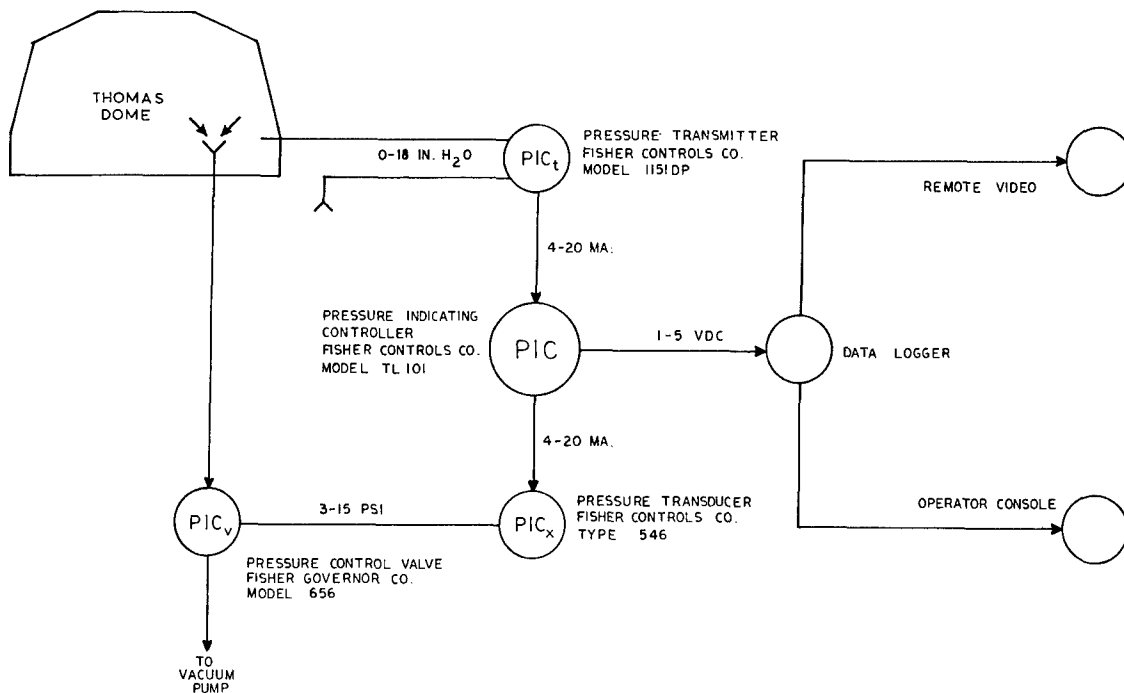 THOMAS
DOME
0-18 IN. H2O
PICt
PRESSURE TRANSMITTER
FISHER CONTROLS CO.
MODEL 1151DP
REMOTE VIDEO
4-20 MA.
PRESSURE INDICATING
CONTROLLER
FISHER CONTROLS CO.
MODEL TL 101
PIC
1-5 VDC
DATA LOGGER
4-20 MA.
OPERATOR CONSOLE
PICv
3-15 PSI
PICx
PRESSURE TRANSDUCER
FISHER CONTROLS CO.
TYPE 546
PRESSURE CONTROL VALVE
FISHER GOVERNOR CO.
MODEL 656
TO
VACUUM
PUMP